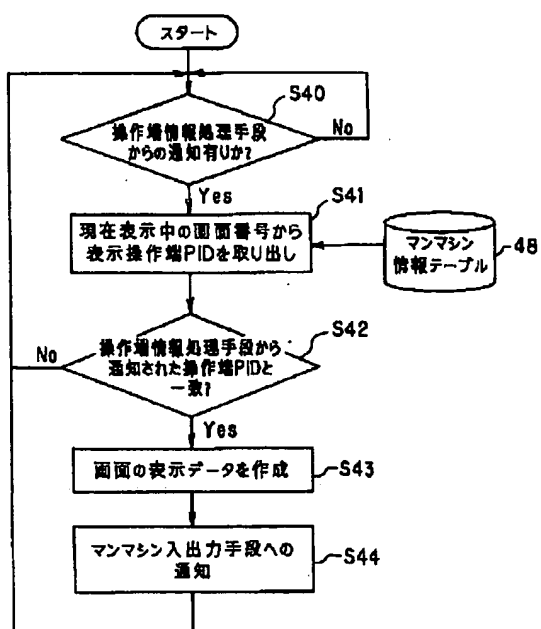 スタート
S40
操作端情報処理手段
からの通知有りか?
No
Yes
S41
現在表示中の画面番号から
表示操作端PIDを取り出し
マンマシン
情報テーブル
48
S42
操作端情報処理手段から
通知された操作端PIDと
一致?
No
Yes
画面の表示データを作成
S43
マンマシン入出力手段への
通知
S44